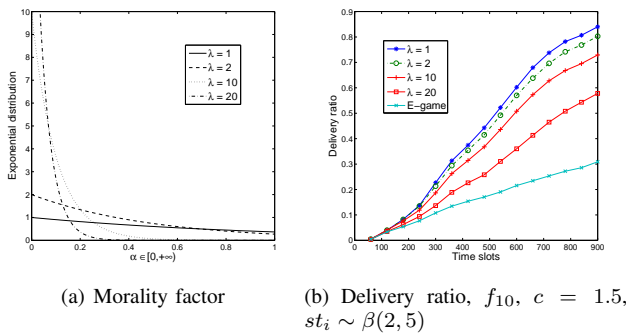 10
9
8
7
6
5
4
3
2
1
0
Exponential distribution
λ = 1
λ = 2
λ = 10
λ = 20
0 0.2 0.4 0.6 0.8 1
α ∈ [0,+∞)
(a) Morality factor
0.9
0.8
0.7
0.6
0.5
0.4
0.3
0.2
0.1
0
Delivery ratio
λ = 1
λ = 2
λ = 10
λ = 20
E-game
0 100 200 300 400 500 600 700 800 900
Time slots
(b) Delivery ratio, f10, c = 1.5,
sti ∼ β(2, 5)